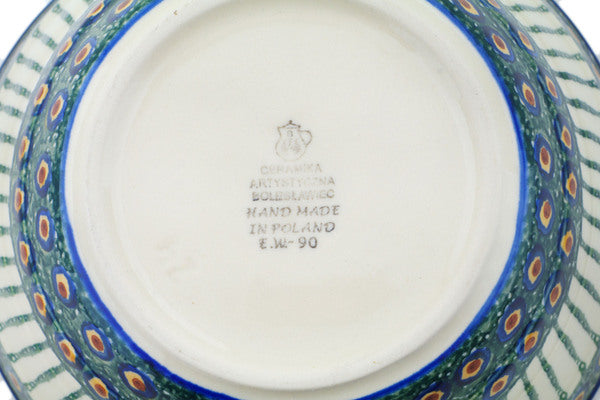 CERAMIKA
ARTYSTYCZNA
BOLESŁAWIEC
HAND MADE
IN POLAND
E.W.-90